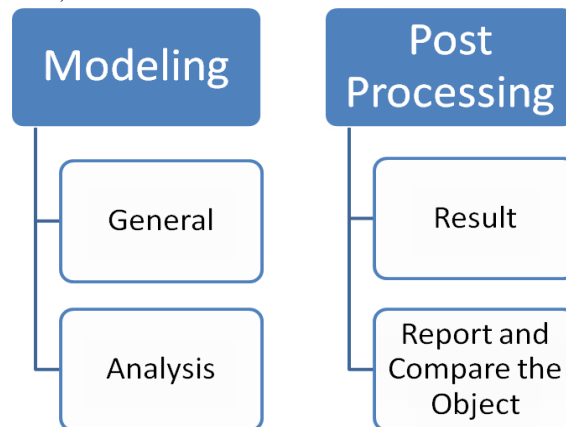 Modeling
General
Analysis
Post
Processing
Result
Report and
Compare the
Object